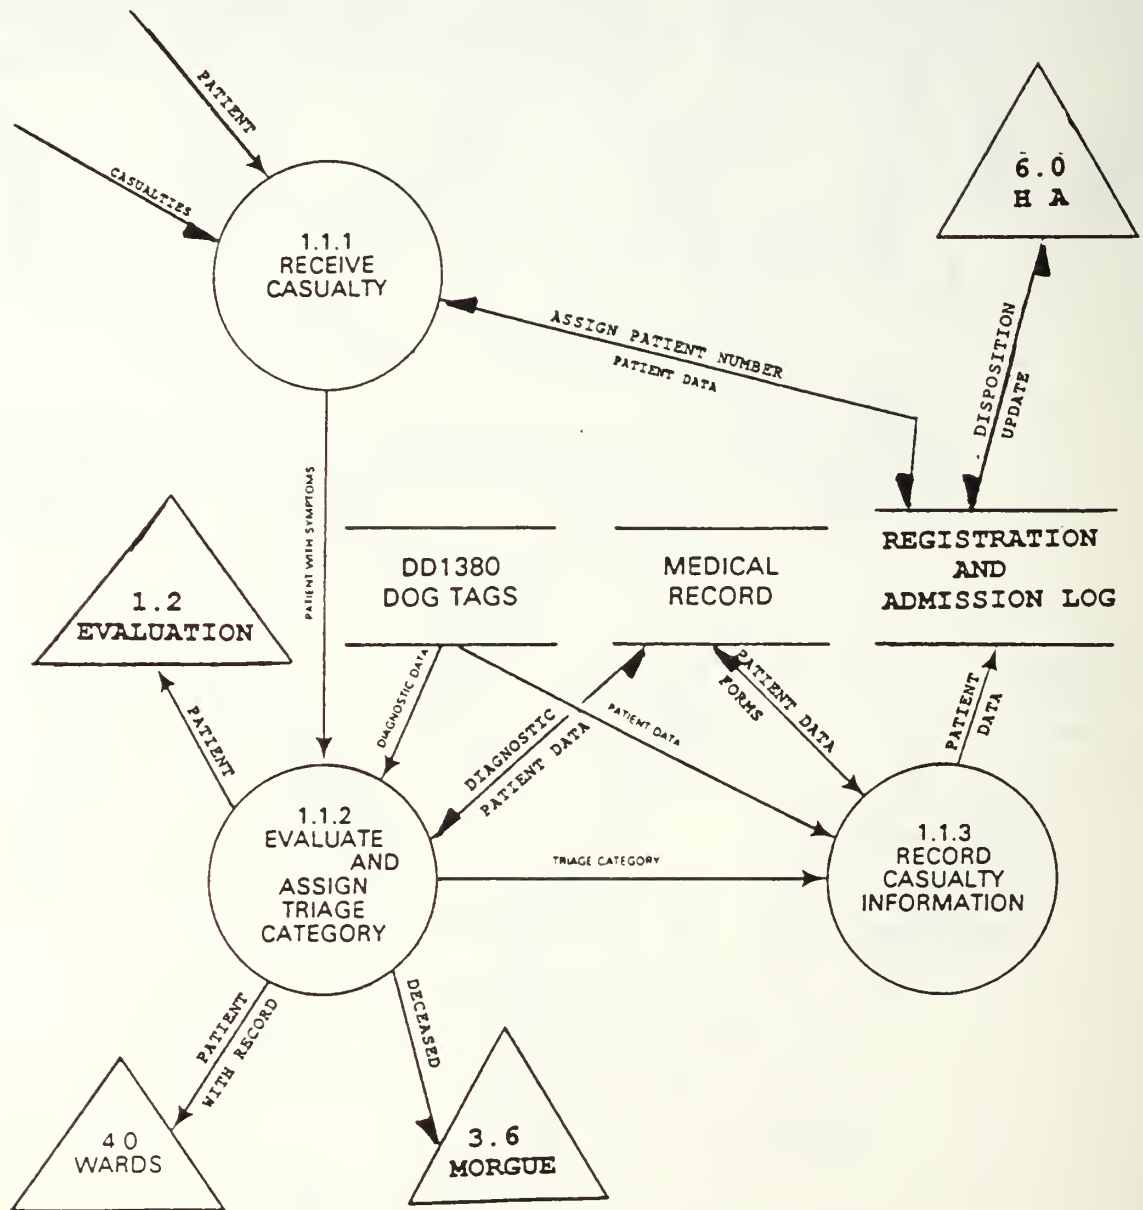 PATIENT
CASUALTIES
6.0
H A
1.1.1
RECEIVE
CASUALTY
ASSIGN PATIENT NUMBER
PATIENT DATA
DISPOSITION
UPDATE
PATIENT WITH SYMPTOMS
1.2
EVALUATION
DD1380
DOG TAGS
MEDICAL
RECORD
REGISTRATION
AND
ADMISSION LOG
PATIENT
DIAGNOSTIC DATA
DIAGNOSTIC
PATIENT DATA
PATIENT DATA
PATIENT DATA
FORMS
PATIENT
DATA
1.1.2
EVALUATE
AND
ASSIGN
TRIAGE
CATEGORY
TRIAGE CATEGORY
1.1.3
RECORD
CASUALTY
INFORMATION
PATIENT
WITH RECORD
DECEASED
4 0
WARDS
3.6
MORGUE